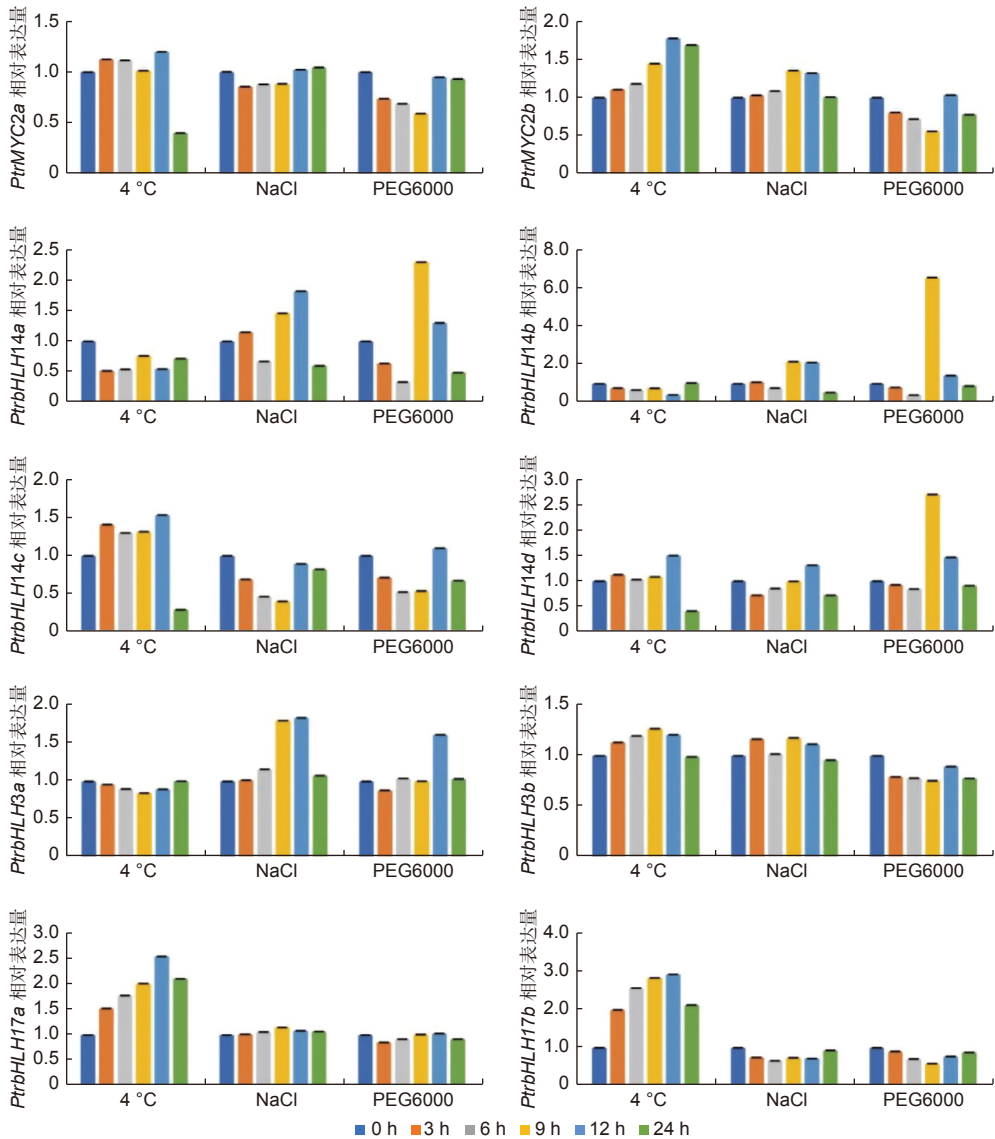 PtrMYC2a 相对表达量
1.5
1.0
0.5
0
4 °C NaCl PEG6000
PtrMYC2b 相对表达量
2.0
1.5
1.0
0.5
0
4 °C NaCl PEG6000
PtrbHLH14a 相对表达量
2.5
2.0
1.5
1.0
0.5
0
4 °C NaCl PEG6000
PtrbHLH14b 相对表达量
8.0
6.0
4.0
2.0
0
4 °C NaCl PEG6000
PtrbHLH14c 相对表达量
2.0
1.5
1.0
0.5
0
4 °C NaCl PEG6000
PtrbHLH14d 相对表达量
3.0
2.5
2.0
1.5
1.0
0.5
0
4 °C NaCl PEG6000
PtrbHLH3a 相对表达量
2.0
1.5
1.0
0.5
0
4 °C NaCl PEG6000
PtrbHLH3b 相对表达量
1.5
1.0
0.5
0
4 °C NaCl PEG6000
PtrbHLH17a 相对表达量
3.0
2.5
2.0
1.5
1.0
0.5
0
4 °C NaCl PEG6000
PtrbHLH17b 相对表达量
4.0
3.0
2.0
1.0
0
4 °C NaCl PEG6000
0 h 3 h 6 h 9 h 12 h 24 h